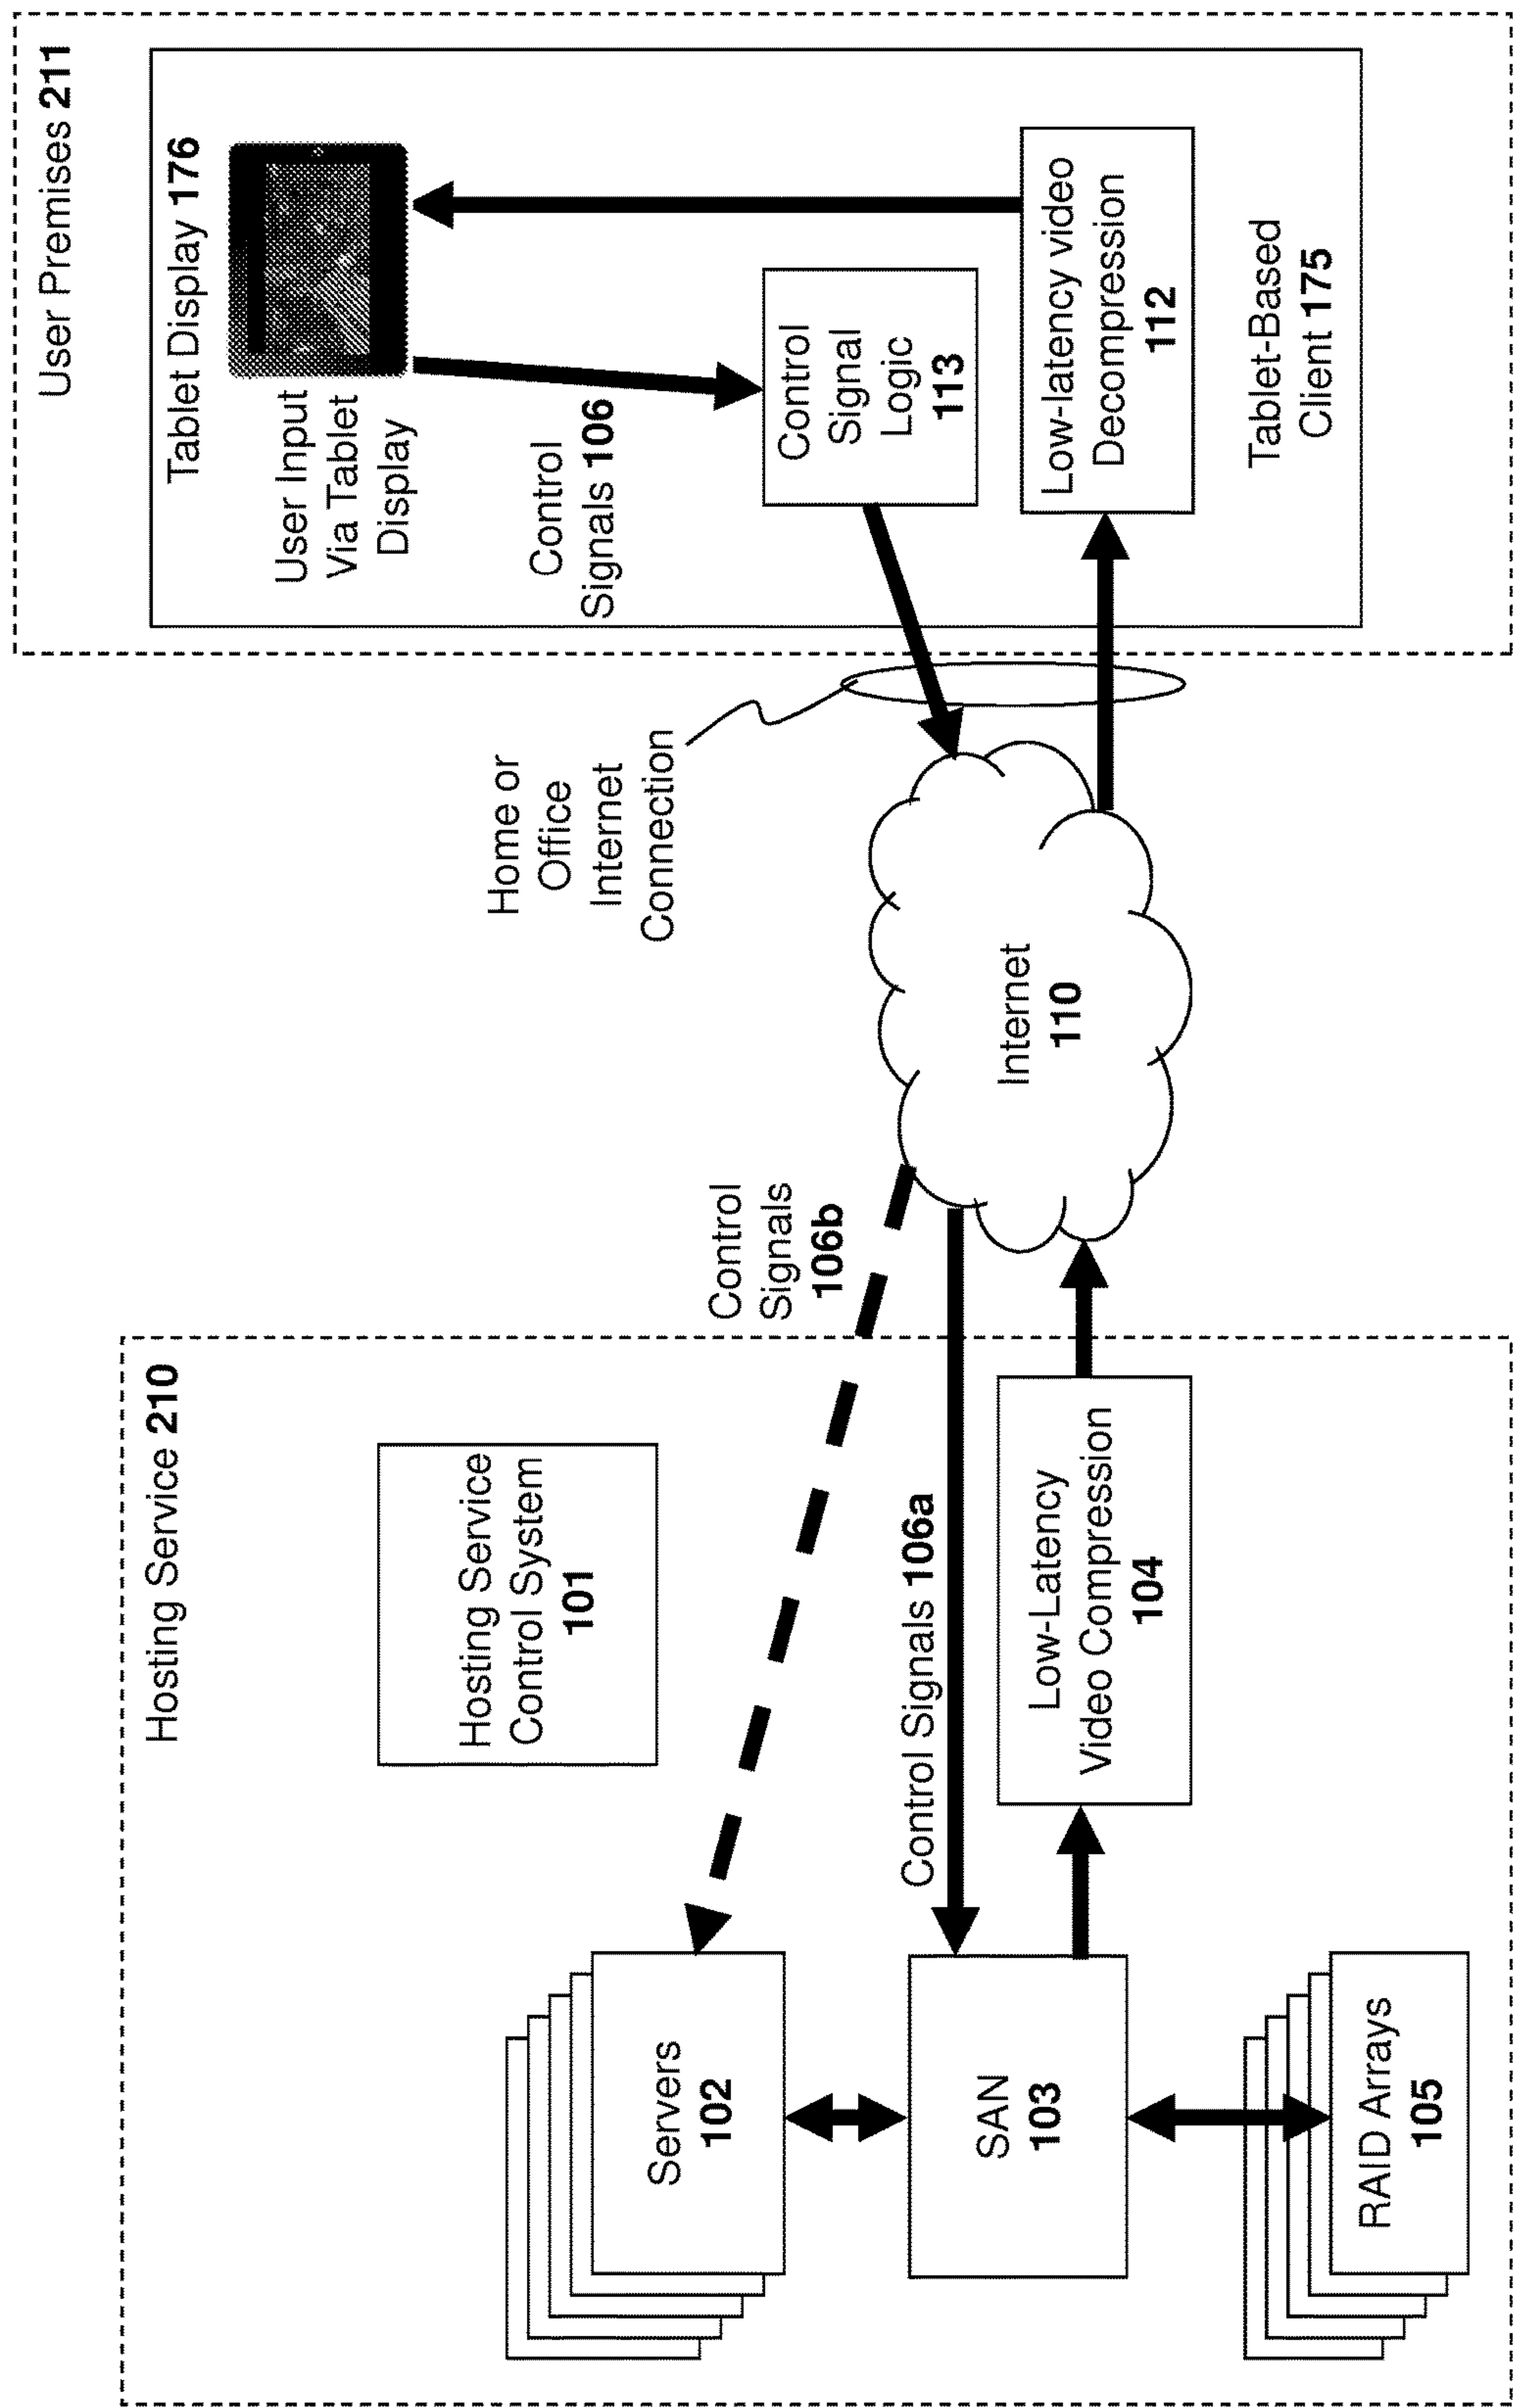 Hosting Service 210
Hosting Service
Control System
101
Servers
102
SAN
103
RAID Arrays
105
Control Signals 106a
Low-Latency
Video Compression
104
Control
Signals
106b
Internet
110
Home or
Office
Internet
Connection
User Premises 211
Tablet Display 176
User Input
Via Tablet
Display
Control
Signals 106
Control
Signal
Logic
113
Low-latency video
Decompression
112
Tablet-Based
Client 175